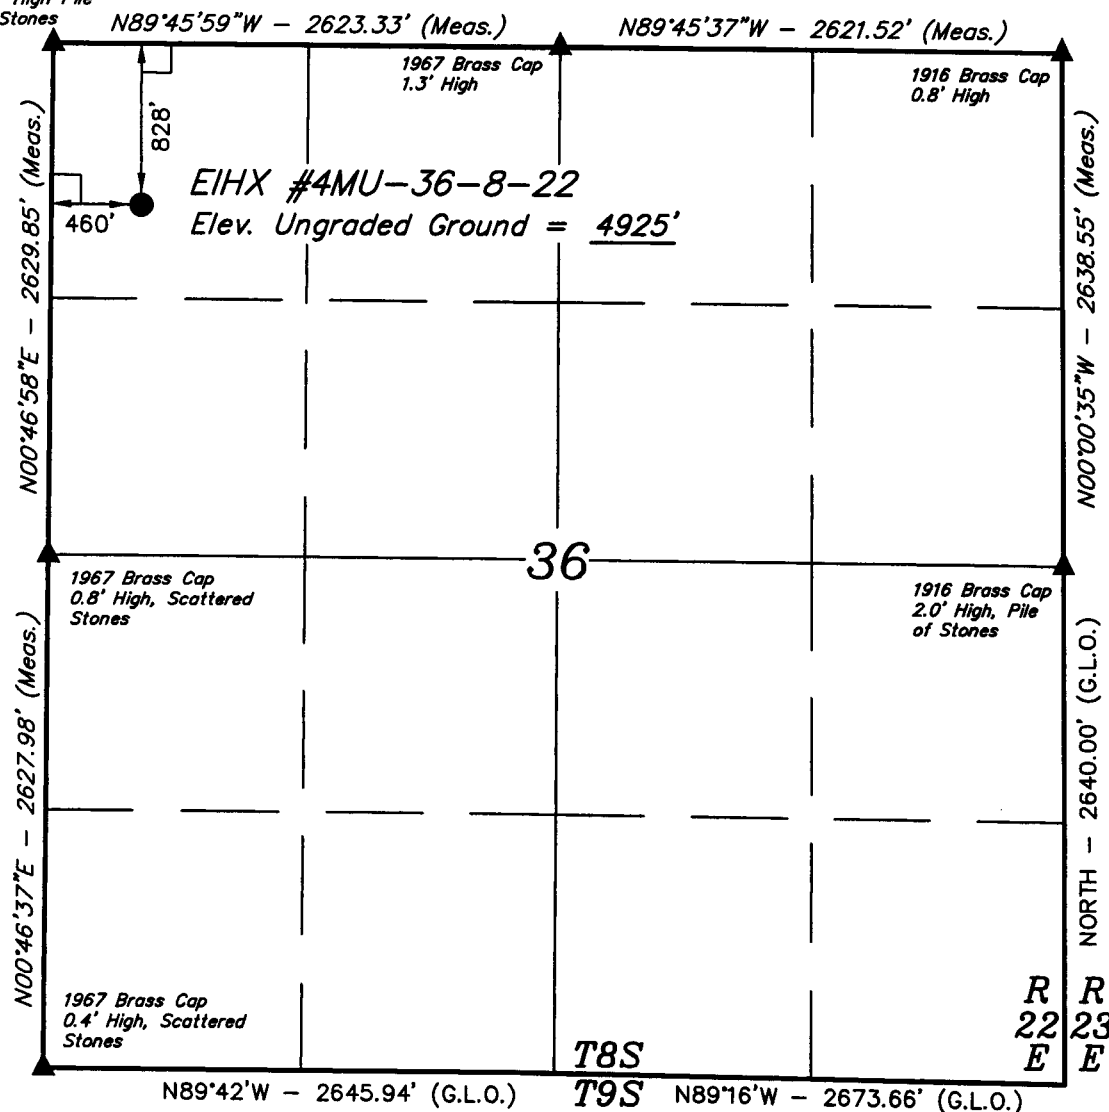 High Pile
Stones
N89°45'59"W - 2623.33' (Meas.)
N89°45'37"W - 2621.52' (Meas.)
1967 Brass Cap
1.3' High
1916 Brass Cap
0.8' High
828'
460'
EIHX #4MU-36-8-22
Elev. Ungraded Ground = 4925'
N00°46'58"E - 2629.85' (Meas.)
N00°00'35"W - 2638.55' (Meas.)
36
1967 Brass Cap
0.8' High, Scattered
Stones
1916 Brass Cap
2.0' High, Pile
of Stones
N00°46'37"E - 2627.98' (Meas.)
NORTH - 2640.00' (G.L.O.)
1967 Brass Cap
0.4' High, Scattered
Stones
R R
22 23
E E
T8S
T9S
N89°42'W - 2645.94' (G.L.O.)
N89°16'W - 2673.66' (G.L.O.)